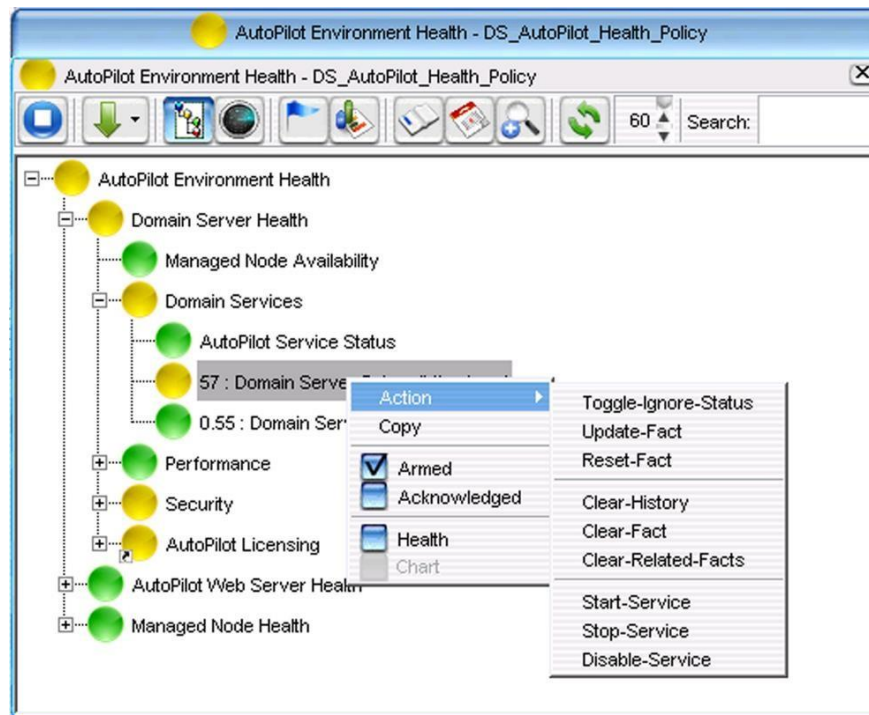 AutoPilot Environment Health - DS_AutoPilot_Health_Policy
AutoPilot Environment Health - DS_AutoPilot_Health_Policy
60 Search:
AutoPilot Environment Health
Domain Server Health
Managed Node Availability
Domain Services
AutoPilot Service Status
57 : Domain Serve
0.55 : Domain Ser
Performance
Security
AutoPilot Licensing
AutoPilot Web Server Health
Managed Node Health
Action
Copy
Armed
Acknowledged
Health
Chart
Toggle-Ignore-Status
Update-Fact
Reset-Fact
Clear-History
Clear-Fact
Clear-Related-Facts
Start-Service
Stop-Service
Disable-Service